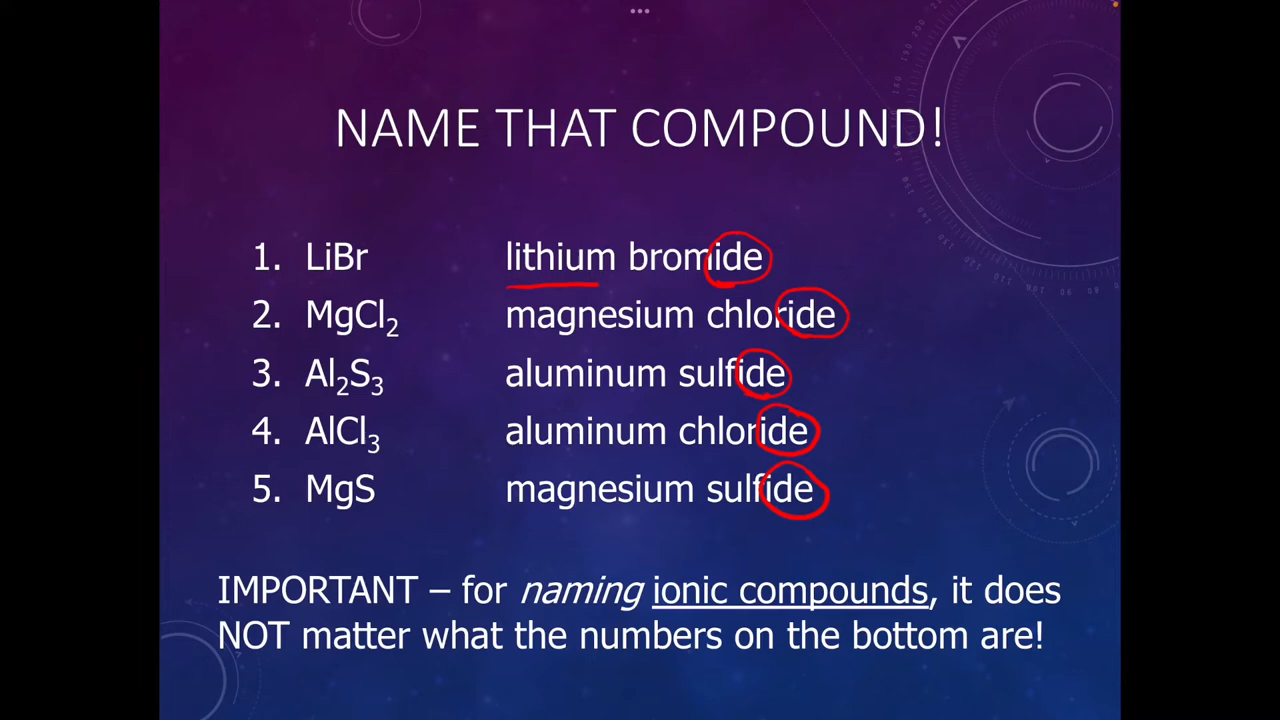 NAME THAT COMPOUND!
1. LiBr lithium bromide
2. MgCl₂ magnesium chloride
3. Al₂S₃ aluminum sulfide
4. AlCl₃ aluminum chloride
5. MgS magnesium sulfide
IMPORTANT – for naming ionic compounds, it does
NOT matter what the numbers on the bottom are!